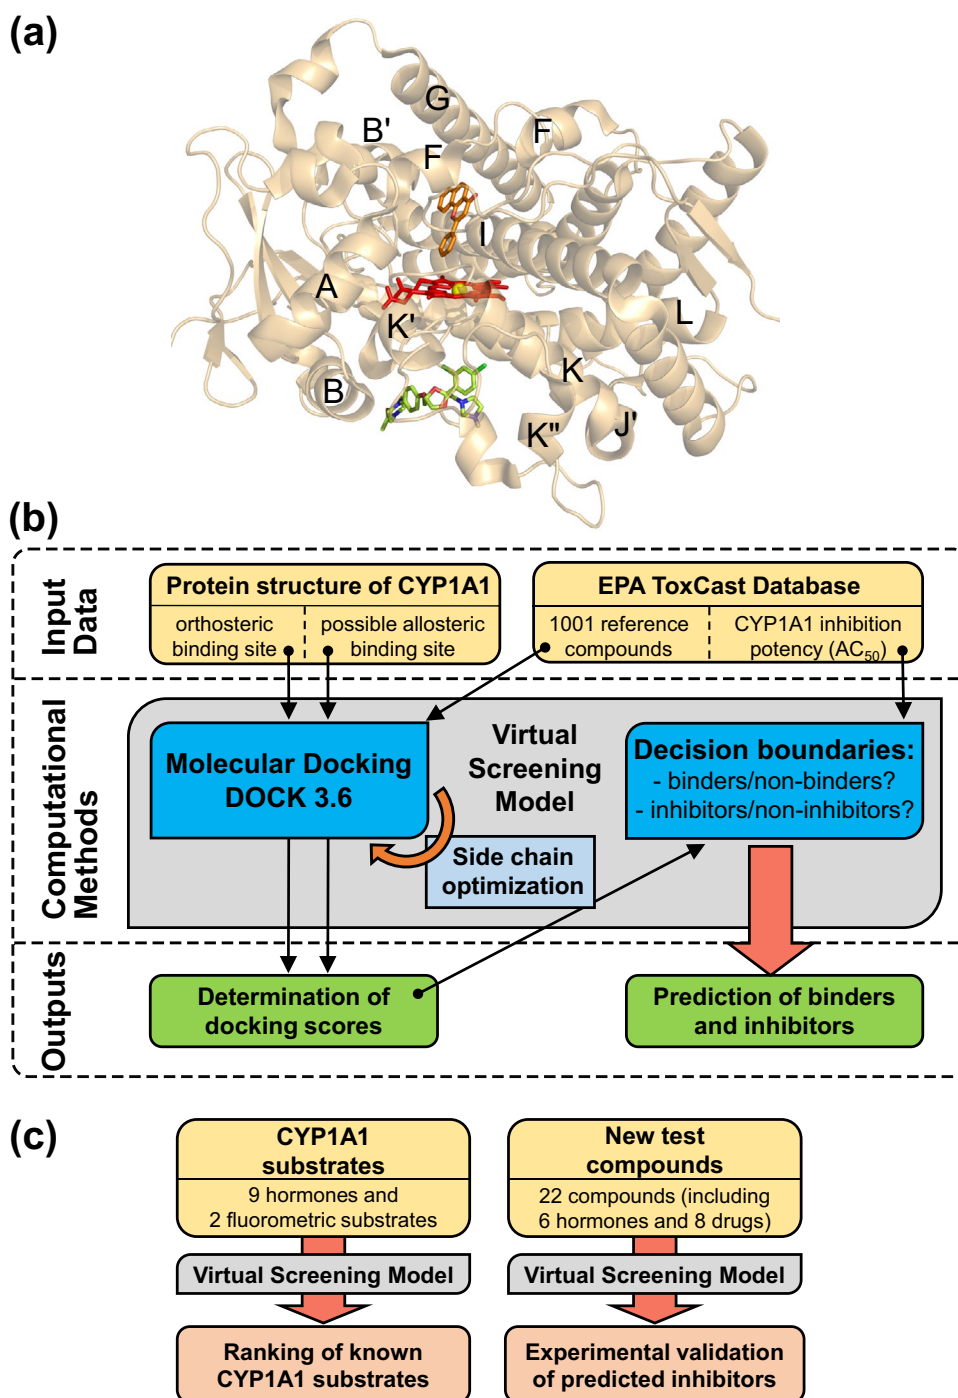 (a)
G
B'
F
F
I
A
K'
L
B
K
K"
J'
(b)
Input Data
Protein structure of CYP1A1
orthosteric binding site
possible allosteric binding site
EPA ToxCast Database
1001 reference compounds
CYP1A1 inhibition potency (AC50)
Computational Methods
Molecular Docking
DOCK 3.6
Virtual
Screening
Model
Side chain
optimization
Decision boundaries:
- binders/non-binders?
- inhibitors/non-inhibitors?
Outputs
Determination of
docking scores
Prediction of binders
and inhibitors
(c)
CYP1A1
substrates
9 hormones and
2 fluorometric substrates
Virtual Screening Model
Ranking of known
CYP1A1 substrates
New test
compounds
22 compounds (including
6 hormones and 8 drugs)
Virtual Screening Model
Experimental validation
of predicted inhibitors